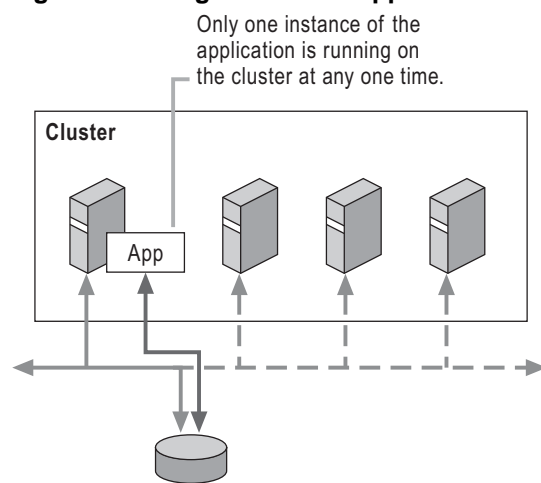 Only one instance of the
application is running on
the cluster at any one time.
Cluster
App